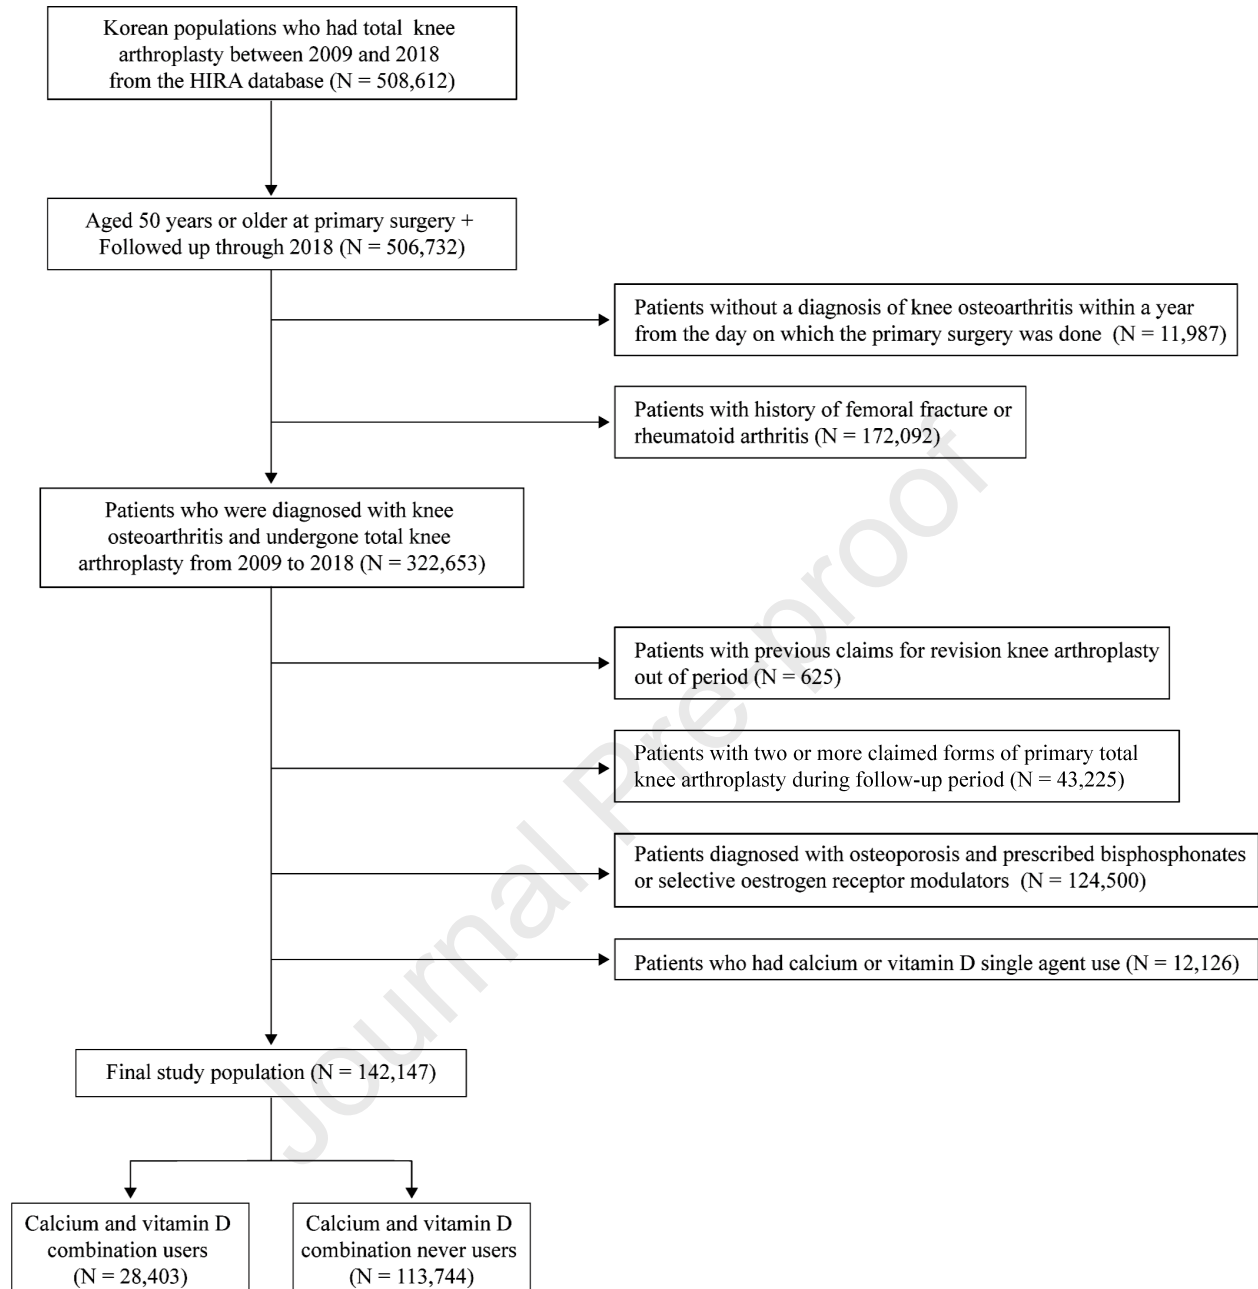 Korean populations who had total knee
arthroplasty between 2009 and 2018
from the HIRA database (N = 508,612)
Aged 50 years or older at primary surgery +
Followed up through 2018 (N = 506,732)
Patients without a diagnosis of knee osteoarthritis within a year
from the day on which the primary surgery was done (N = 11,987)
Patients with history of femoral fracture or
rheumatoid arthritis (N = 172,092)
Patients who were diagnosed with knee
osteoarthritis and undergone total knee
arthroplasty from 2009 to 2018 (N = 322,653)
Patients with previous claims for revision knee arthroplasty
out of period (N = 625)
Patients with two or more claimed forms of primary total
knee arthroplasty during follow-up period (N = 43,225)
Patients diagnosed with osteoporosis and prescribed bisphosphonates
or selective oestrogen receptor modulators (N = 124,500)
Patients who had calcium or vitamin D single agent use (N = 12,126)
Final study population (N = 142,147)
Calcium and vitamin D
combination users
(N = 28,403)
Calcium and vitamin D
combination never users
(N = 113,744)
Journal Pre-proof